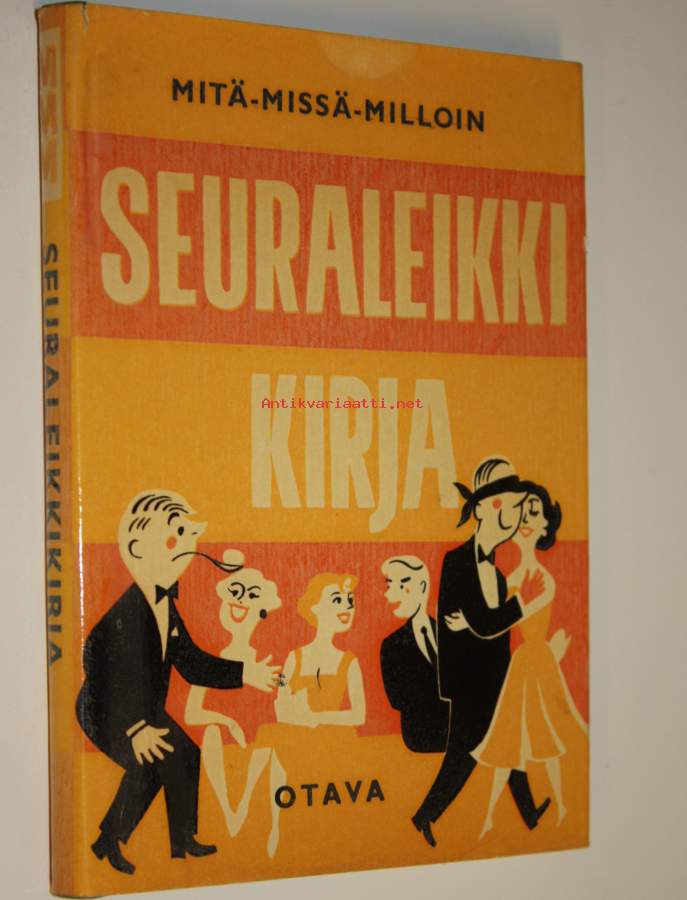 MITÄ-MISSÄ-MILLOIN
SEURALEIKKI
KIRJA
Antikvariaatti.net
OTAVA
SEURALEIKKIKIRJA